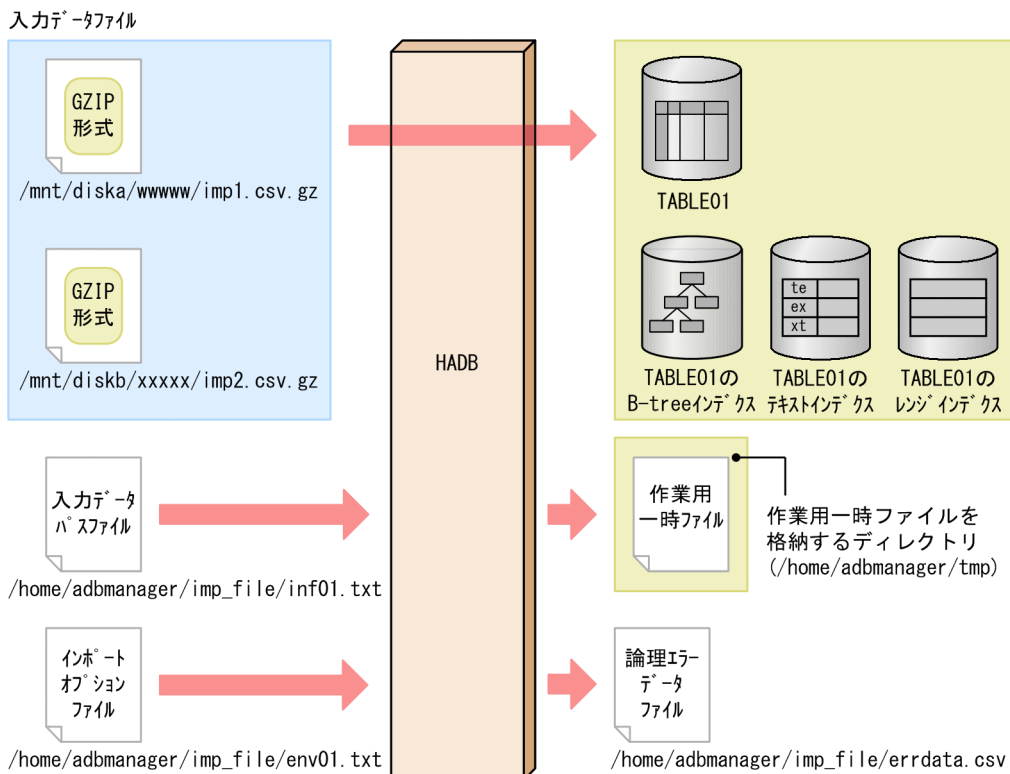 入力ﾃﾞｰﾀﾌｧｲﾙ
GZIP
形式
/mnt/diska/wwwww/imp1.csv.gz
GZIP
形式
/mnt/diskb/xxxxx/imp2.csv.gz
入力ﾃﾞｰﾀ
ﾊﾟｽﾌｧｲﾙ
/home/adbmanager/imp_file/inf01.txt
ｲﾝﾎﾟｰﾄ
ｵﾌﾟｼｮﾝ
ﾌｧｲﾙ
/home/adbmanager/imp_file/env01.txt
HADB
TABLE01
te
ex
xt
TABLE01の
B-treeｲﾝﾃﾞｸｽ
TABLE01の
ﾃｷｽﾄｲﾝﾃﾞｸｽ
TABLE01の
ﾚﾝｼﾞｲﾝﾃﾞｸｽ
作業用
一時ﾌｧｲﾙ
作業用一時ファイルを
格納するディレクトリ
(/home/adbmanager/tmp)
論理ｴﾗｰ
ﾃﾞｰﾀ
ﾌｧｲﾙ
/home/adbmanager/imp_file/errdata.csv